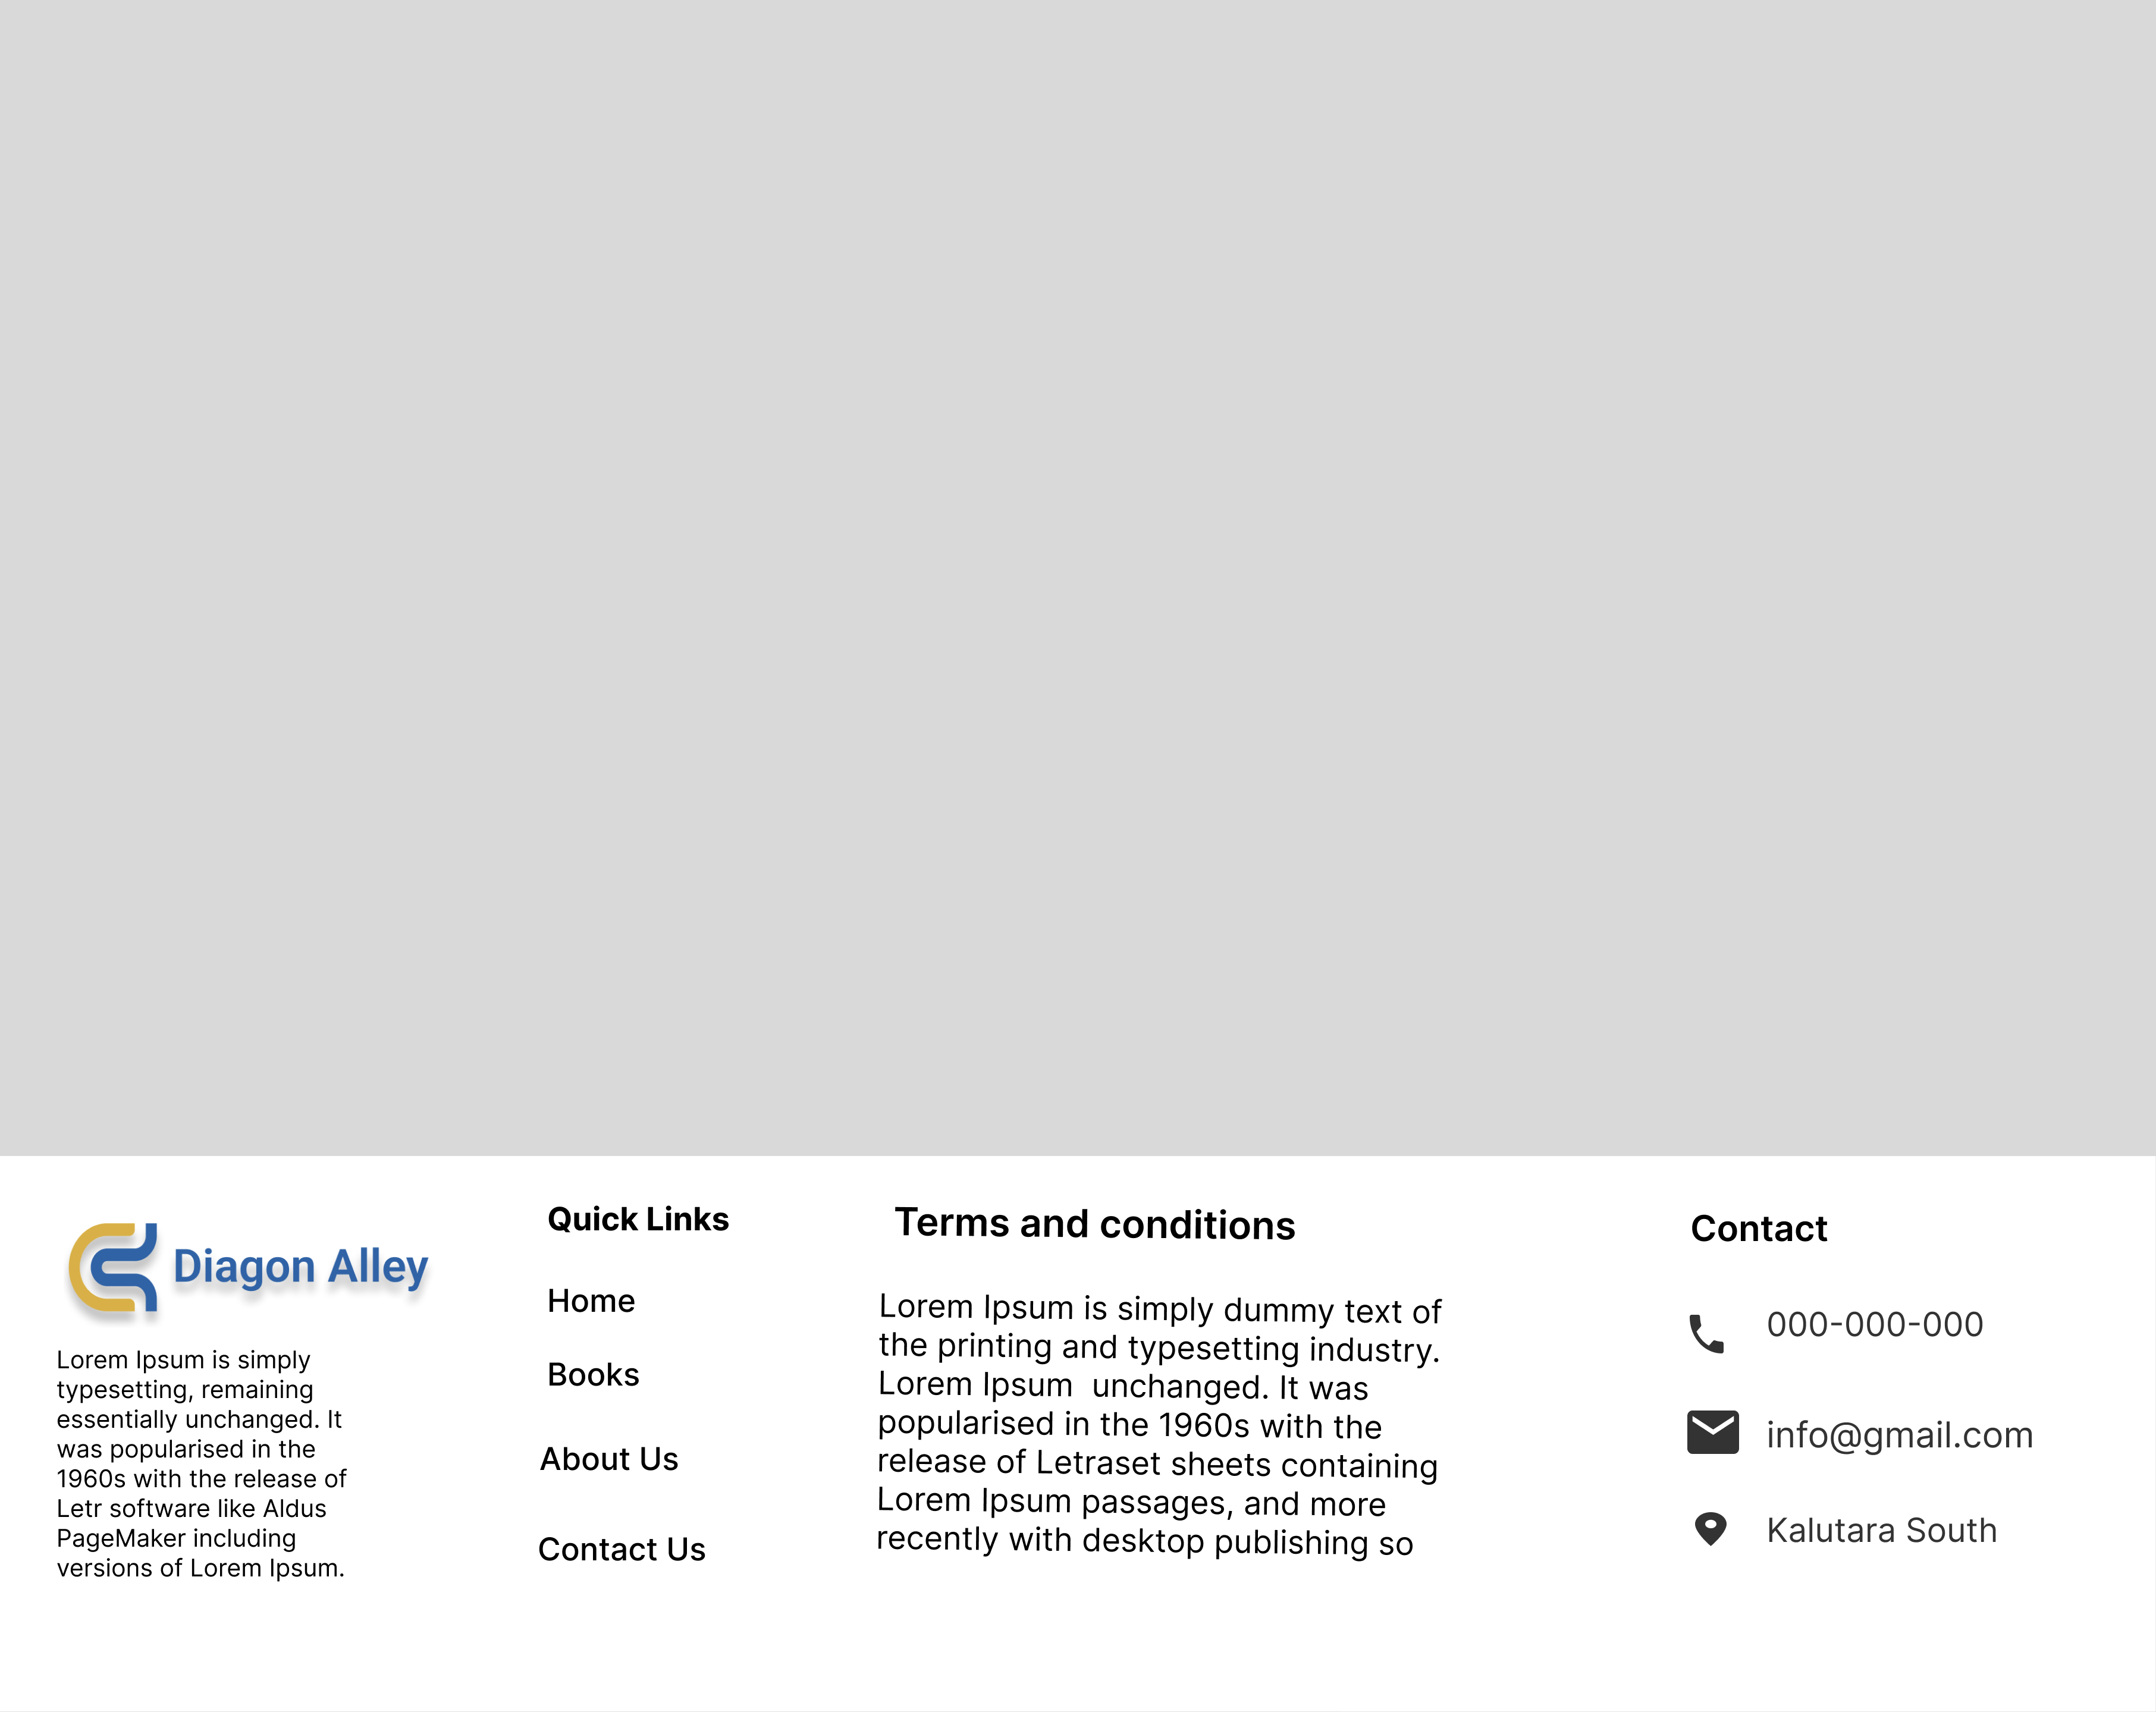 Diagon Alley
Lorem Ipsum is simply
typesetting, remaining
essentially unchanged. It
was popularised in the
1960s with the release of
Letr software like Aldus
PageMaker including
versions of Lorem Ipsum.
Quick Links
Home
Books
About Us
Contact Us
Terms and conditions
Lorem Ipsum is simply dummy text of
the printing and typesetting industry.
Lorem Ipsum  unchanged. It was
popularised in the 1960s with the
release of Letraset sheets containing
Lorem Ipsum passages, and more
recently with desktop publishing so
Contact
000-000-000
info@gmail.com
Kalutara South